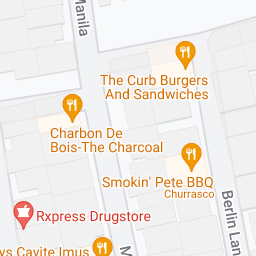 Manila
The Curb Burgers
And Sandwiches
Charbon De
Bois-The Charcoal
Smokin' Pete BBQ
Churrasco
Rxpress Drugstore
Berlin Lan
ys Cavite Imus
M